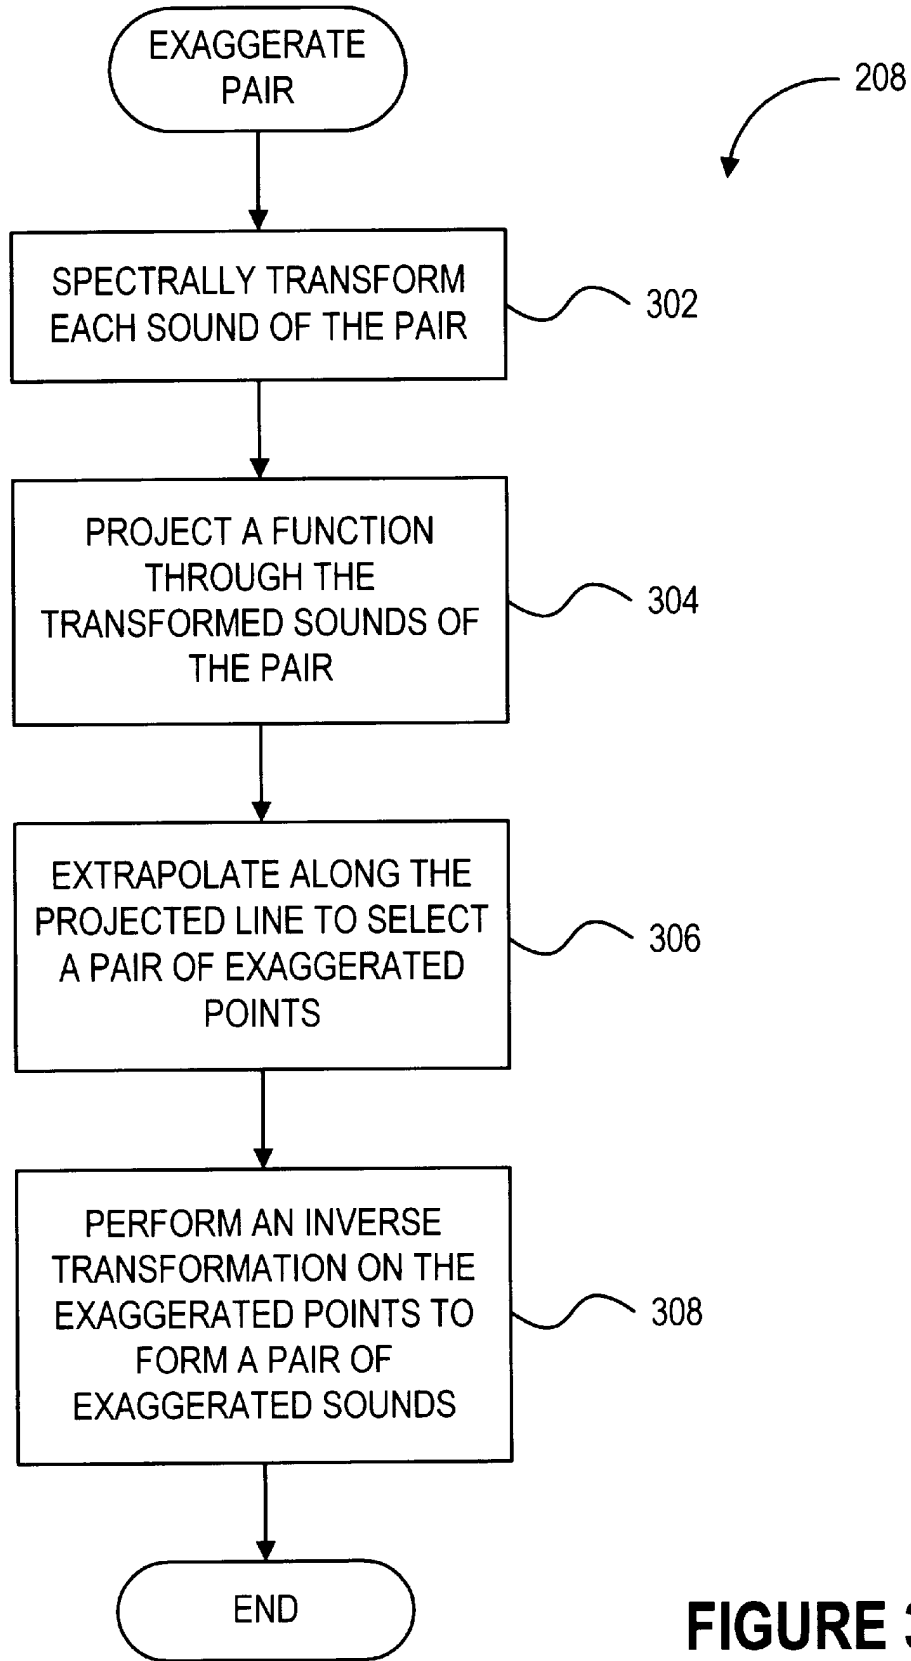 EXAGGERATE
PAIR
208
SPECTRALLY TRANSFORM
EACH SOUND OF THE PAIR
302
PROJECT A FUNCTION
THROUGH THE
TRANSFORMED SOUNDS OF
THE PAIR
304
EXTRAPOLATE ALONG THE
PROJECTED LINE TO SELECT
A PAIR OF EXAGGERATED
POINTS
306
PERFORM AN INVERSE
TRANSFORMATION ON THE
EXAGGERATED POINTS TO
FORM A PAIR OF
EXAGGERATED SOUNDS
308
END
FIGURE 3